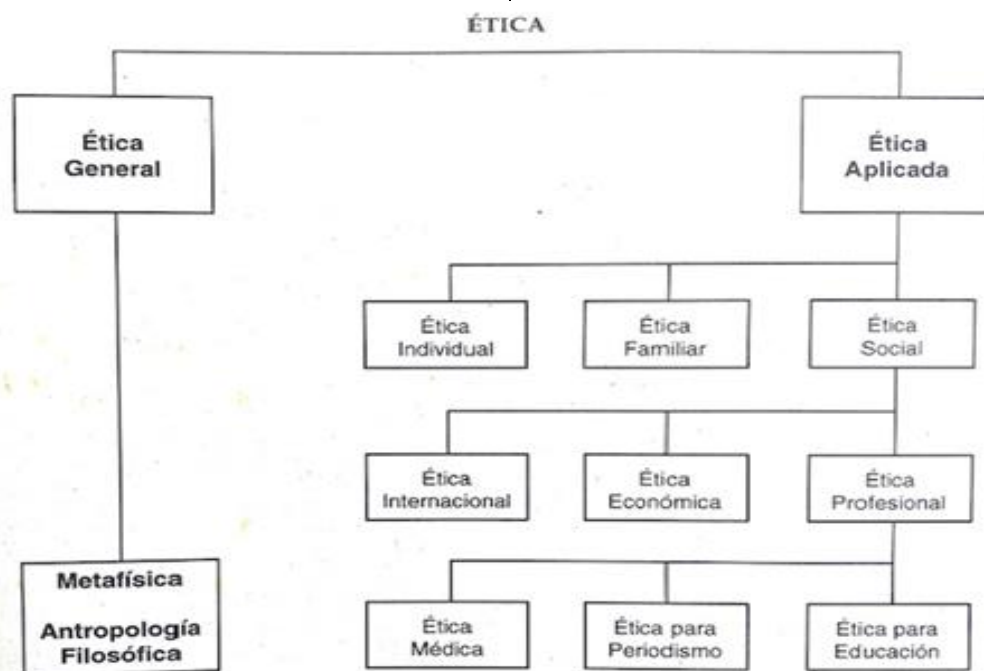 ÉTICA
Ética
General
Ética
Aplicada
Ética
Individual
Ética
Familiar
Ética
Social
Ética
Internacional
Ética
Económica
Ética
Profesional
Metafísica
Antropología
Filosófica
Ética
Médica
Ética para
Periodismo
Ética para
Educación